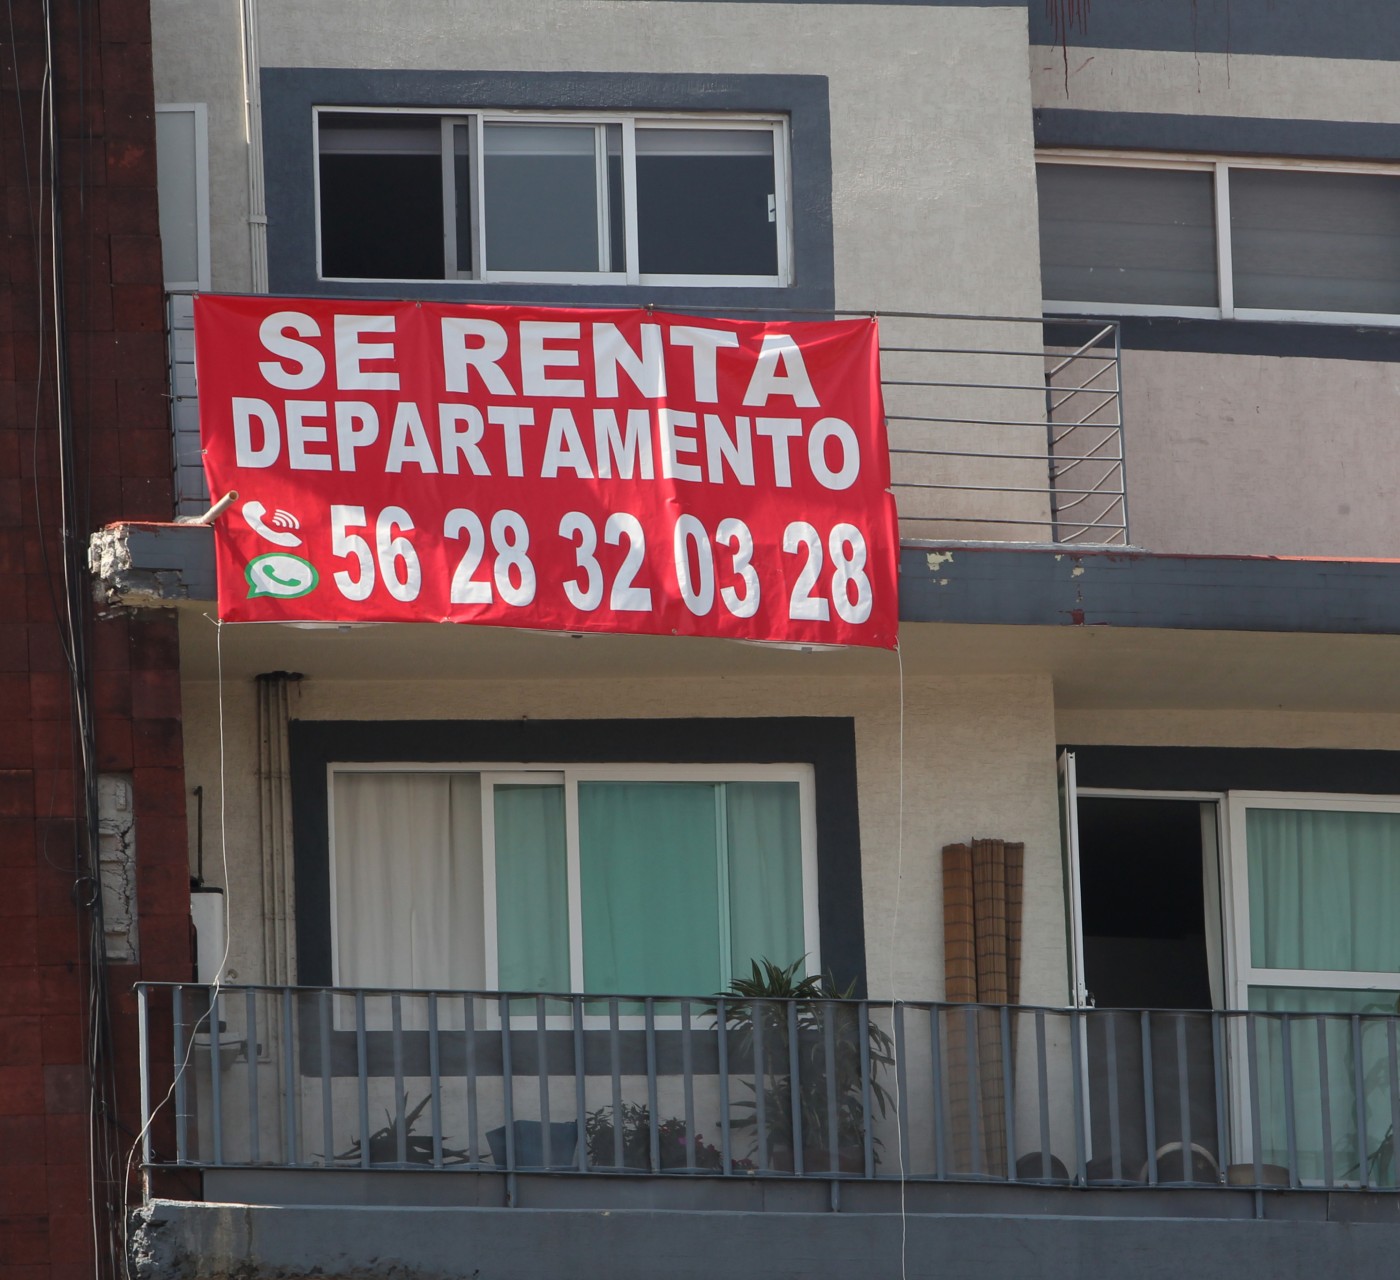 SE RENTA
DEPARTAMENTO
56 28 32 03 28